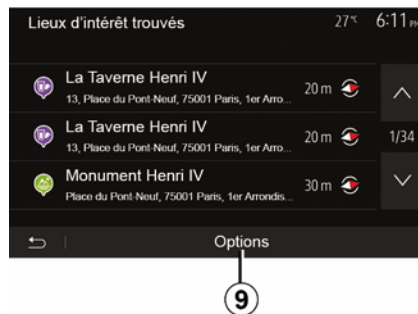 Lieux d'intérêt trouvés 27°C 6:11 PM
La Taverne Henri IV
13, Place du Pont-Neuf, 75001 Paris, 1er Arro... 20 m
La Taverne Henri IV
13, Place du Pont-Neuf, 75001 Paris, 1er Arro... 20 m
1/34
Monument Henri IV
Place du Pont-Neuf, 75001 Paris, 1er Arrondis... 30 m
Options
9